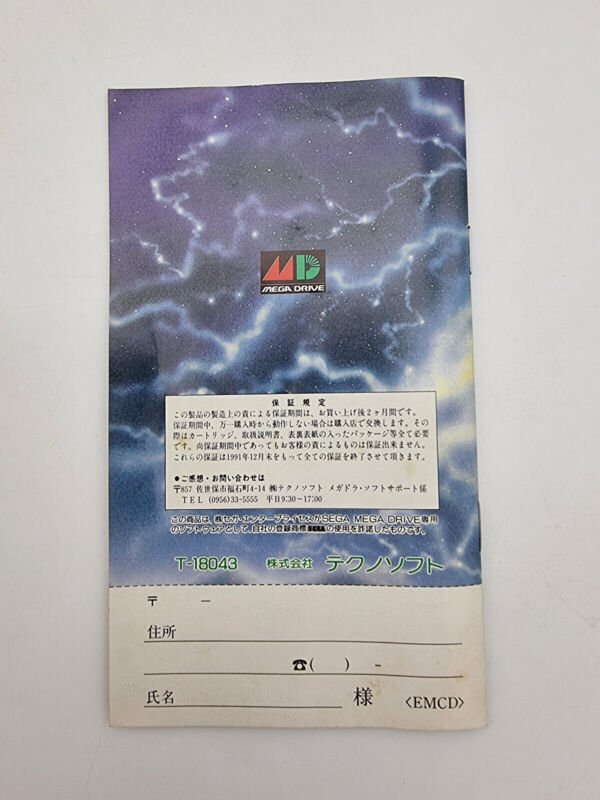 MD
MEGA DRIVE
保証規定
この製品の製造上の責による保証期間は、お買い上げ後2ヶ月間です。
保証期間中、万一購入時から動作しない場合は購入店で交換します。その
際はカートリッジ、取扱説明書、表裏表紙の入ったパッケージ等全て必要
です。尚保証期間中であってもお客様の責によるものは保証出来ません。
これらの保証は1991年12月末をもって全ての保証を終了させて頂きます。
●ご感想・お問い合わせは
〒857 佐世保市福石町4-14 ㈱テクノソフト メガドラ・ソフトサポート係
TEL (0956)33-5555 平日9:30〜17:00
この商品は、㈱セガ・エンタープライゼスがSEGA MEGA DRIVE専用
のソフトウェアとして、自社の登録商標SEGAの使用を許諾したものです。
T-18043 株式会社 テクノソフト
〒 －
住所
☎( ) -
氏名 様 〈EMCD〉